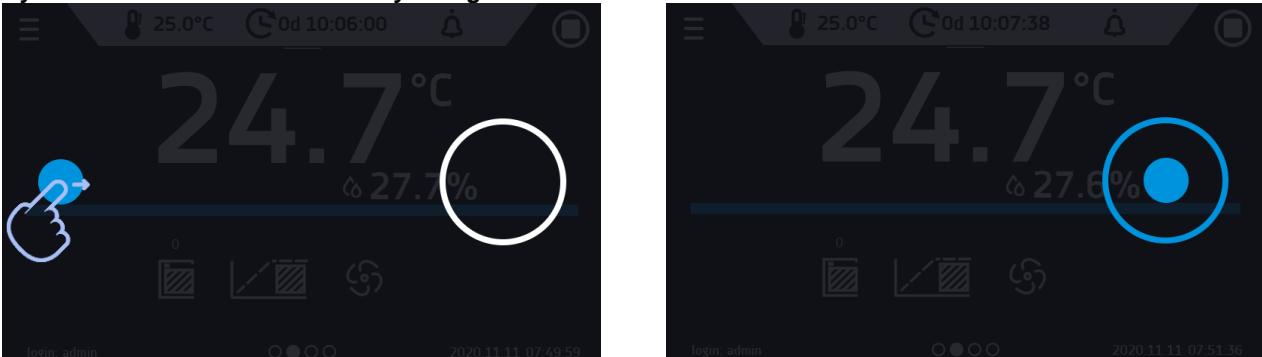 25.0°C 0d 10:06:00
24.7°C
27.7%
0
login: admin 2020.11.11 07:49:59
25.0°C 0d 10:07:38
24.7°C
27.6%
0
login: admin 2020.11.11 07:51:36